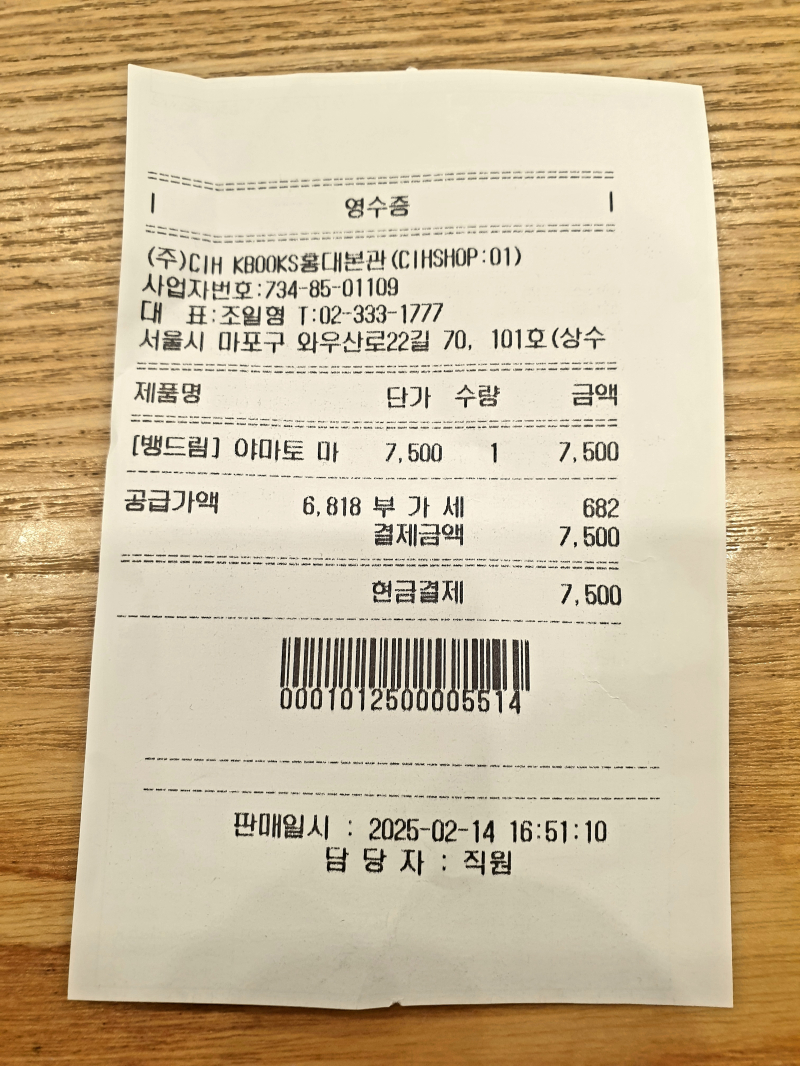 영수증
(주)CIH KBOOKS홍대본관(CIHSHOP:01)
사업자번호:734-85-01109
대 표:조일형 T:02-333-1777
서울시 마포구 와우산로22길 70, 101호(상수
제품명 단가 수량 금액
[뱅드림] 야마토 마 7,500 1 7,500
공급가액 6,818 부 가 세 682
결제금액 7,500
현금결제 7,500
0001012500005514
판매일시 : 2025-02-14 16:51:10
담 당 자 : 직원